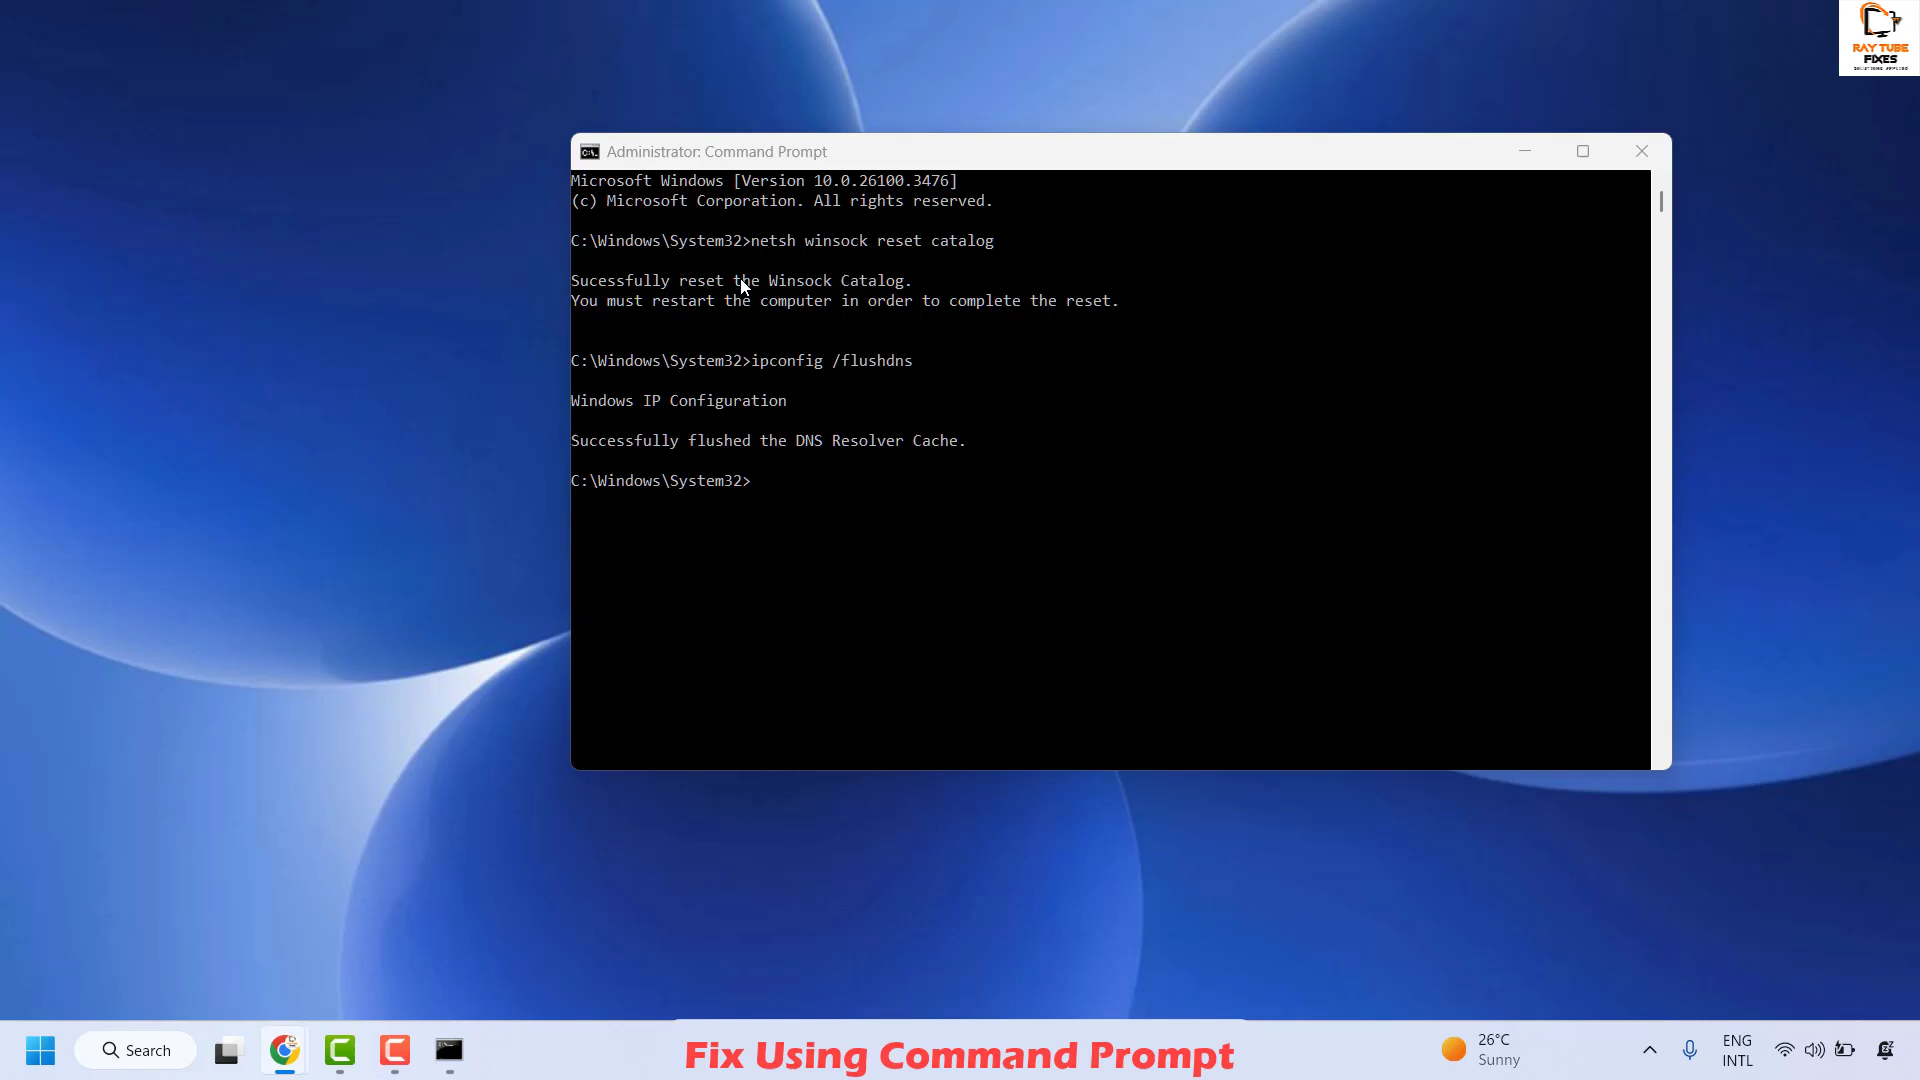 RAY TUBE
FIXES
Administrator: Command Prompt
Microsoft Windows [Version 10.0.26100.3476]
(c) Microsoft Corporation. All rights reserved.
C:\Windows\System32>netsh winsock reset catalog
Sucessfully reset the Winsock Catalog.
You must restart the computer in order to complete the reset.
C:\Windows\System32>ipconfig /flushdns
Windows IP Configuration
Successfully flushed the DNS Resolver Cache.
C:\Windows\System32>
Search
Fix Using Command Prompt
26°C
Sunny
ENG
INTL